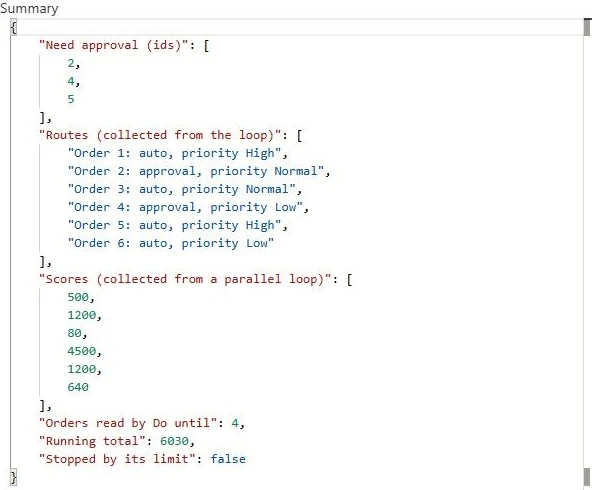 Summary
{
"Need approval (ids)": [
2,
4,
5
],
"Routes (collected from the loop)": [
"Order 1: auto, priority High",
"Order 2: approval, priority Normal",
"Order 3: auto, priority Normal",
"Order 4: approval, priority Low",
"Order 5: auto, priority High",
"Order 6: auto, priority Low"
],
"Scores (collected from a parallel loop)": [
500,
1200,
80,
4500,
1200,
640
],
"Orders read by Do until": 4,
"Running total": 6030,
"Stopped by its limit": false
}